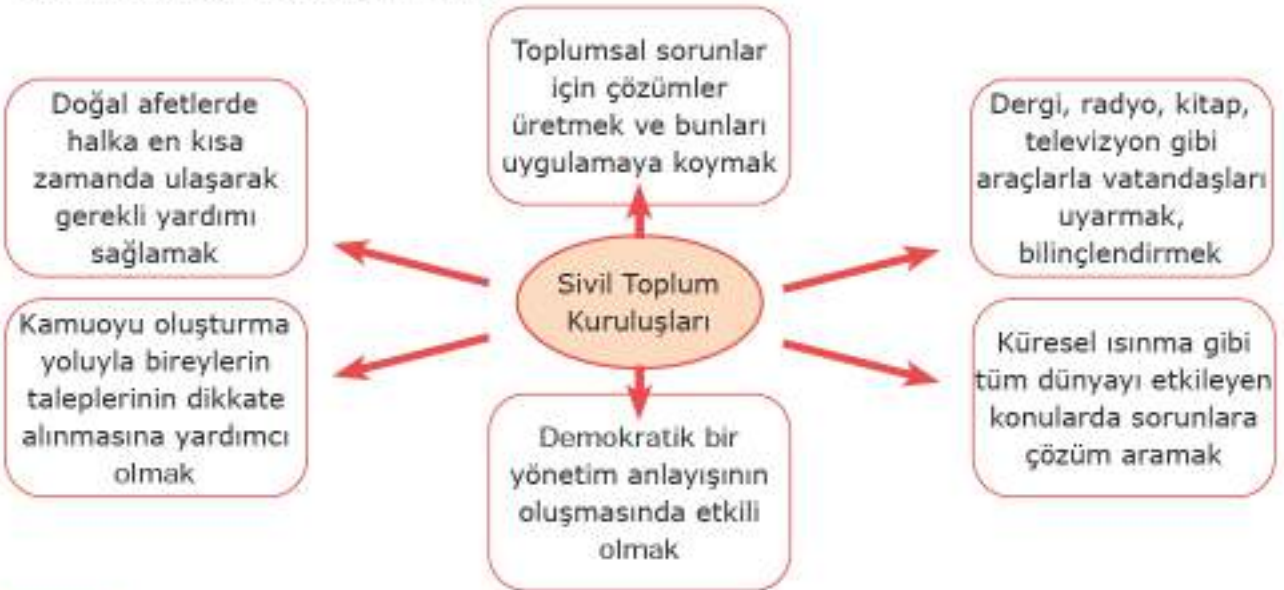 Toplumsal sorunlar
için çözümler
üretmek ve bunları
uygulamaya koymak
Doğal afetlerde
halka en kısa
zamanda ulaşarak
gerekli yardımı
sağlamak
Dergi, radyo, kitap,
televizyon gibi
araçlarla vatandaşları
uyarmak,
bilinçlendirmek
Sivil Toplum
Kuruluşları
Kamuoyu oluşturma
yoluyla bireylerin
taleplerinin dikkate
alınmasına yardımcı
olmak
Küresel ısınma gibi
tüm dünyayı etkileyen
konularda sorunlara
çözüm aramak
Demokratik bir
yönetim anlayışının
oluşmasında etkili
olmak